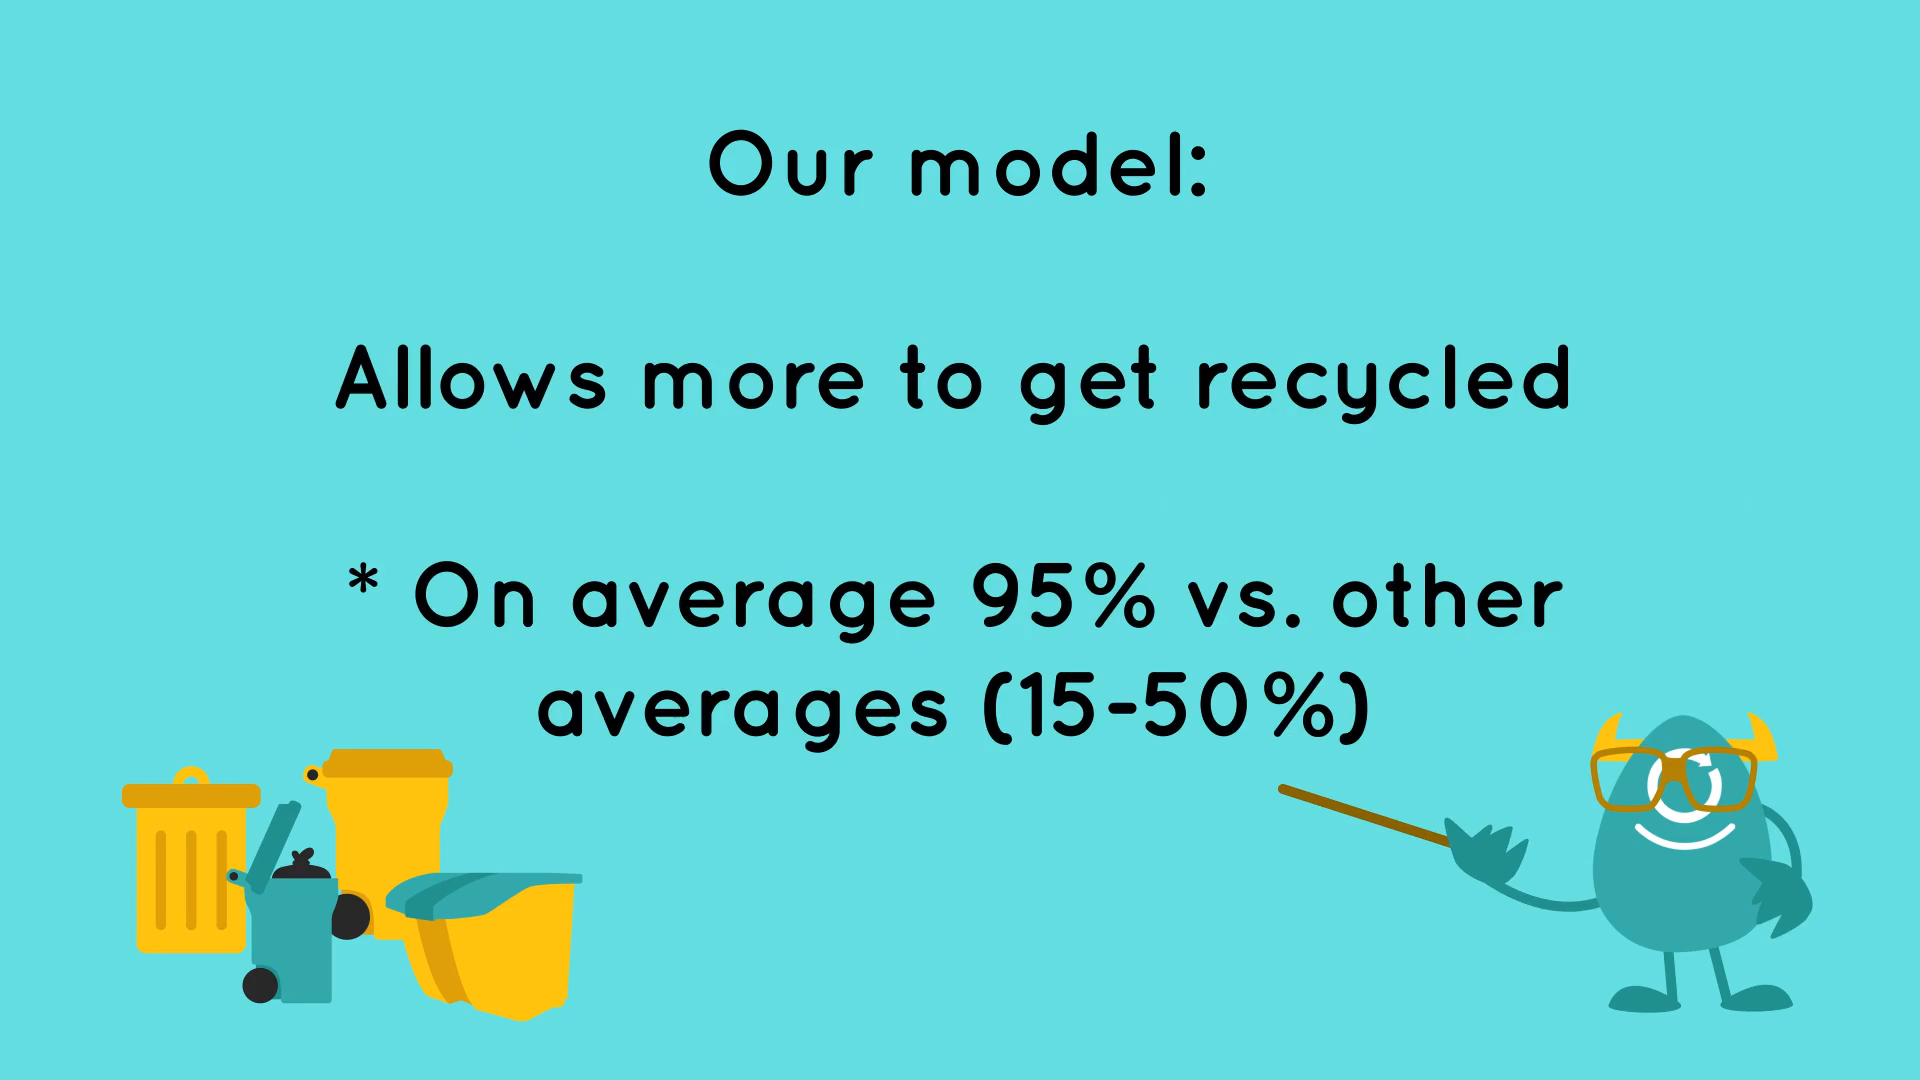 Our model:
Allows more to get recycled
* On average 95% vs. other
averages (15-50%)